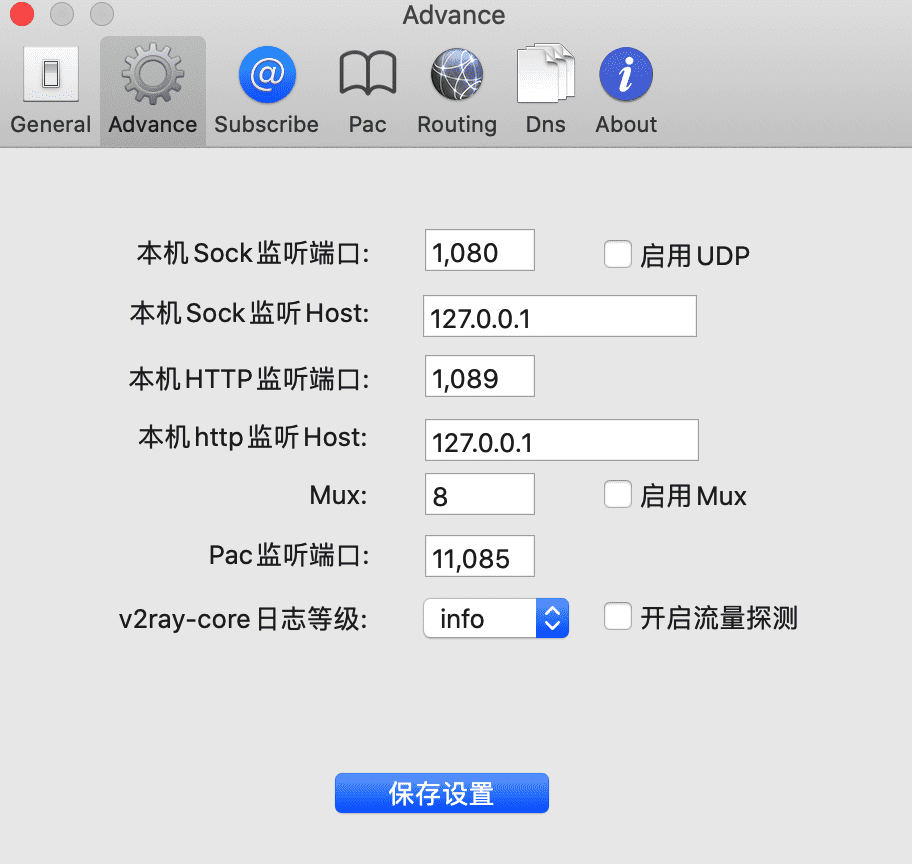 Advance
General Advance Subscribe Pac Routing Dns About
本机Sock监听端口: 1,080 启用UDP
本机Sock监听Host: 127.0.0.1
本机HTTP监听端口: 1,089
本机http监听Host: 127.0.0.1
Mux: 8 启用Mux
Pac监听端口: 11,085
v2ray-core日志等级: info 开启流量探测
保存设置